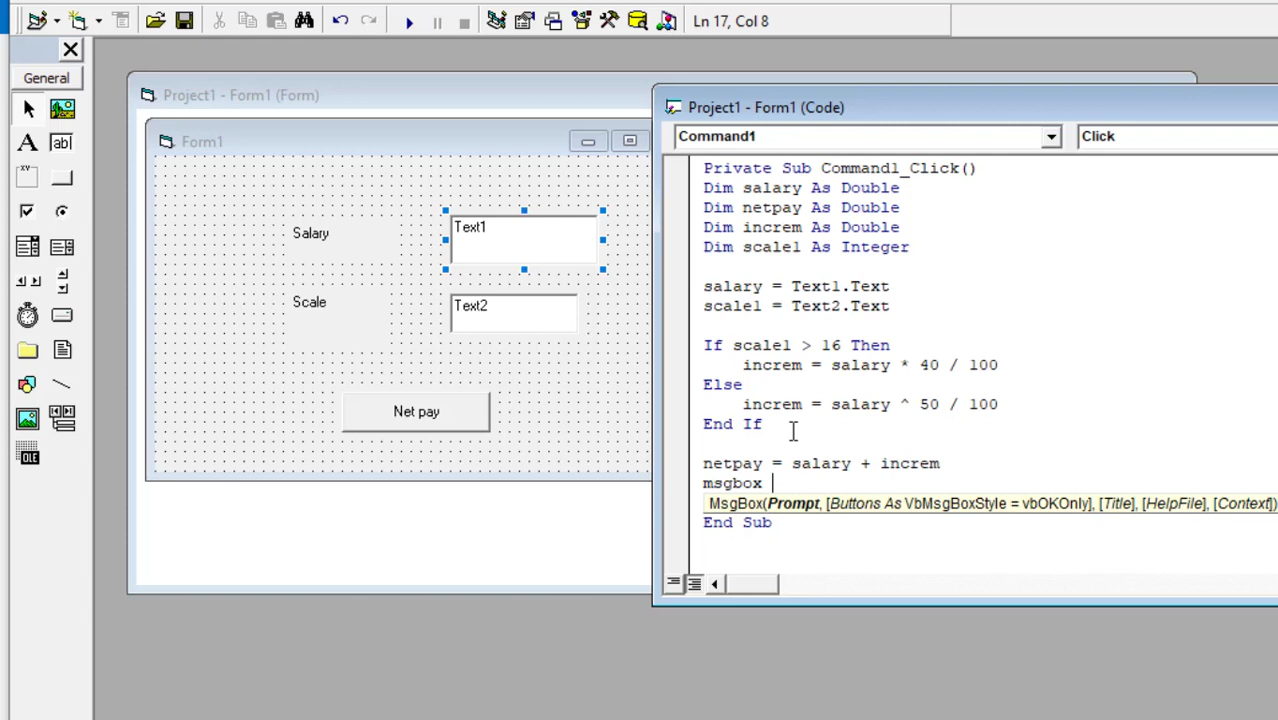 Ln 17, Col 8
General
A
ab
xv
OLE
Project1 - Form1 (Form)
Form1
Salary
Text1
Scale
Text2
Net pay
Project1 - Form1 (Code)
Command1
Click
Private Sub Command1_Click()
Dim salary As Double
Dim netpay As Double
Dim increm As Double
Dim scale1 As Integer
salary = Text1.Text
scale1 = Text2.Text
If scale1 > 16 Then
increm = salary * 40 / 100
Else
increm = salary ^ 50 / 100
End If
netpay = salary + increm
msgbox
MsgBox(Prompt, [Buttons As VbMsgBoxStyle = vbOKOnly], [Title], [HelpFile], [Context])
End Sub